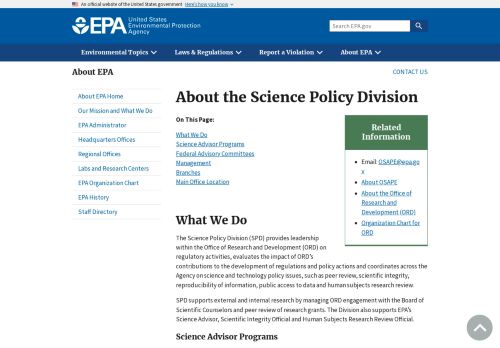 An official website of the United States government Here's how you know
EPA United States
Environmental Protection
Agency
Search EPA.gov
Environmental Topics Laws & Regulations Report a Violation About EPA
About EPA
CONTACT US
About EPA Home
Our Mission and What We Do
EPA Administrator
Headquarters Offices
Regional Offices
Labs and Research Centers
EPA Organization Chart
EPA History
Staff Directory
About the Science Policy Division
On This Page:
What We Do
Science Advisor Programs
Federal Advisory Committees
Management
Branches
Main Office Location
Related
Information
Email: OSAPE@epa.go
v
About OSAPE
About the Office of
Research and
Development (ORD)
Organization Chart for
ORD
What We Do
The Science Policy Division (SPD) provides leadership
within the Office of Research and Development (ORD) on
regulatory activities, evaluates the impact of ORD's
contributions to the development of regulations and policy actions and coordinates across the
Agency on science and technology policy issues, such as peer review, scientific integrity,
reproducibility of information, public access to data and human subjects research review.
SPD supports external and internal research by managing ORD engagement with the Board of
Scientific Counselors and peer review of research grants. The Division also supports EPA's
Science Advisor, Scientific Integrity Official and Human Subjects Research Review Official.
Science Advisor Programs